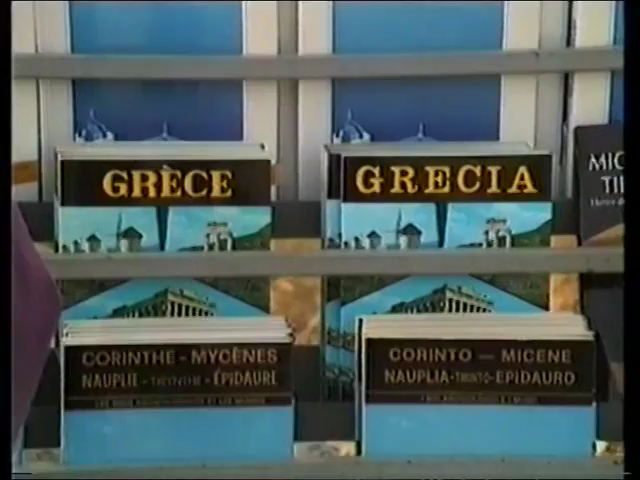 GRÈCE
GRECIA
CORINTHE - MYCÈNES
NAUPLIE - TIRYNTHE - ÉPIDAURE
CORINTO — MICENE
NAUPLIA - TIRINTO - EPIDAURO